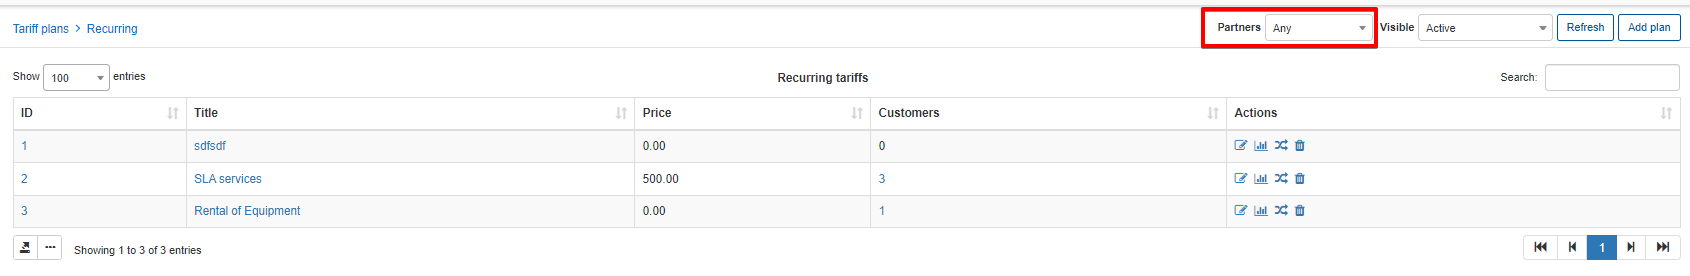 Tariff plans > Recurring Partners Any Visible Active Refresh Add plan
Show 100 entries Recurring tariffs Search:
ID Title Price Customers Actions
1 sdfsdf 0.00 0
2 SLA services 500.00 3
3 Rental of Equipment 0.00 1
Showing 1 to 3 of 3 entries 1